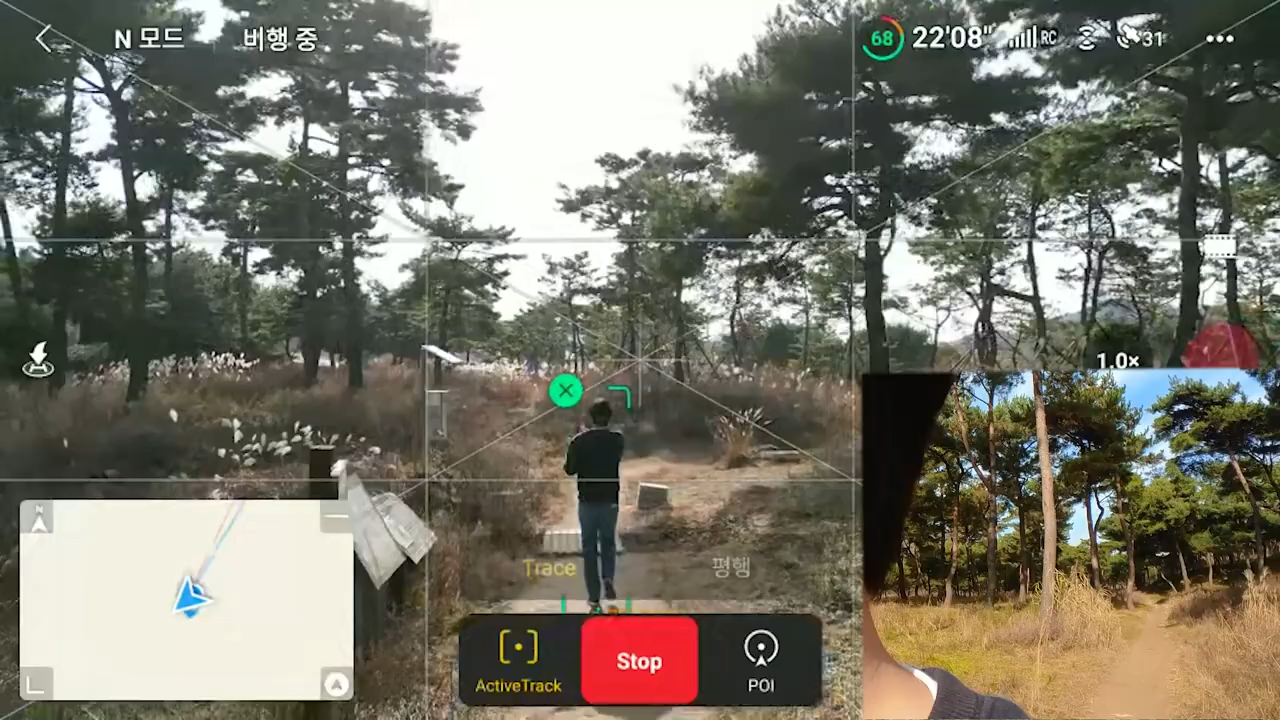 N 모드
비행 중
68
22'08"
RC
31
1.0×
N
Trace
평행
ActiveTrack
Stop
POI